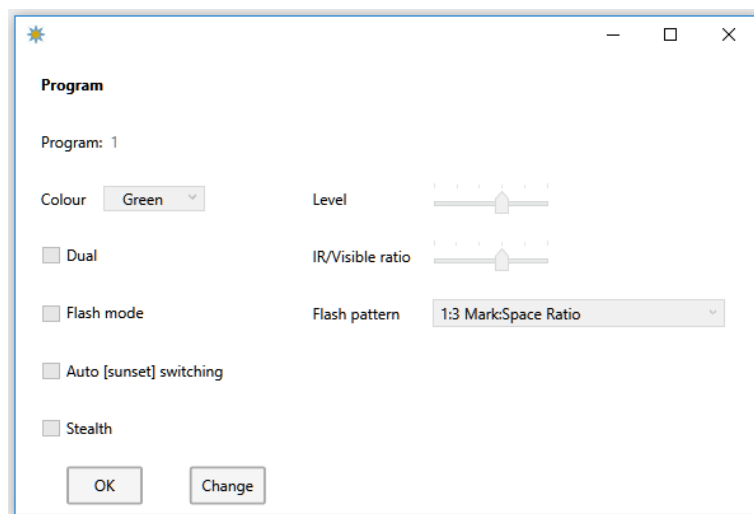 Program
Program: 1
Colour Green Level
Dual IR/Visible ratio
Flash mode Flash pattern 1:3 Mark:Space Ratio
Auto [sunset] switching
Stealth
OK Change